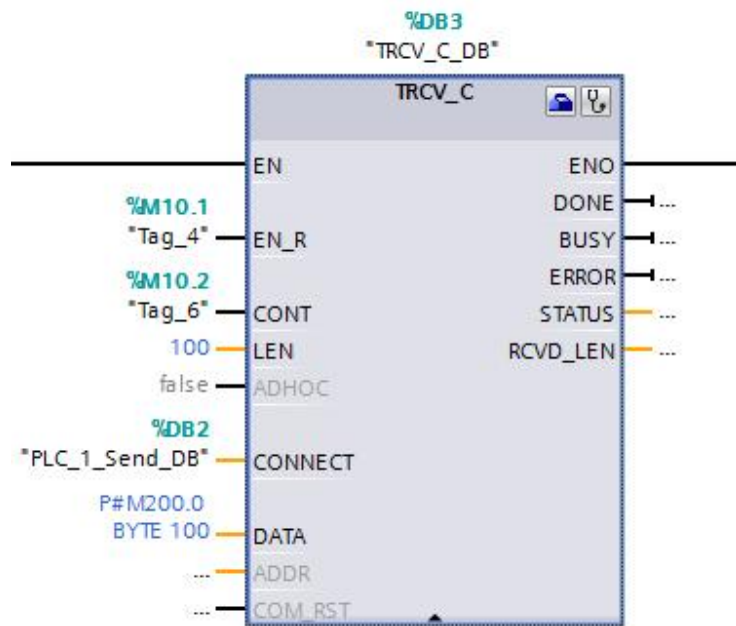 %DB3
"TRCV_C_DB"
TRCV_C
EN ENO
DONE ...
%M10.1
"Tag_4" EN_R BUSY ...
ERROR ...
%M10.2
"Tag_6" CONT STATUS ...
100 LEN RCVD_LEN ...
false ADHOC
%DB2
"PLC_1_Send_DB" CONNECT
P#M200.0
BYTE 100 DATA
... ADDR
... COM_RST